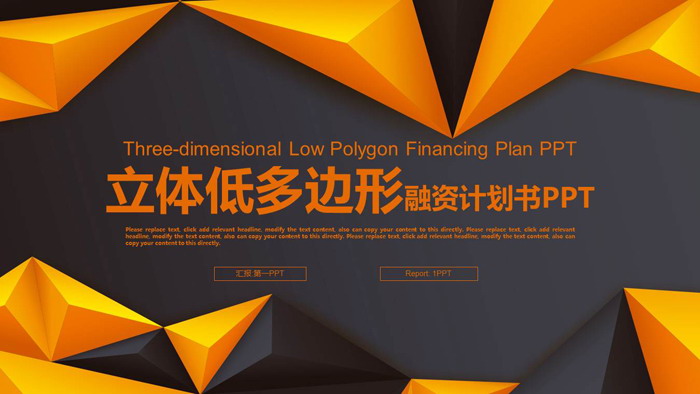 Three-dimensional Low Polygon Financing Plan PPT
立体低多边形融资计划书PPT
Please replace text, click add relevant headline, modify the text content, also can copy your content to this directly. Please replace text, click add relevant
headline, modify the text content, also can copy your content to this directly. Please replace text, click add relevant headline, modify the text content, also can
copy your content to this directly.
汇报:第一PPT
Report: 1PPT